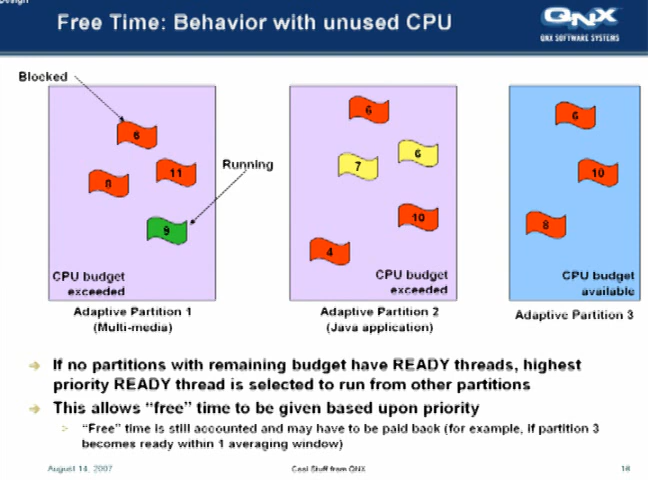 Design
Free Time: Behavior with unused CPU
QNX
QNX SOFTWARE SYSTEMS
Blocked
6
11
8
Running
9
CPU budget
exceeded
Adaptive Partition 1
(Multi-media)
6
6
7
10
4
CPU budget
exceeded
Adaptive Partition 2
(Java application)
6
10
8
CPU budget
available
Adaptive Partition 3
If no partitions with remaining budget have READY threads, highest
priority READY thread is selected to run from other partitions
This allows “free” time to be given based upon priority
“Free” time is still accounted and may have to be paid back (for example, if partition 3
becomes ready within 1 averaging window)
August 14, 2007
Cool Stuff from QNX